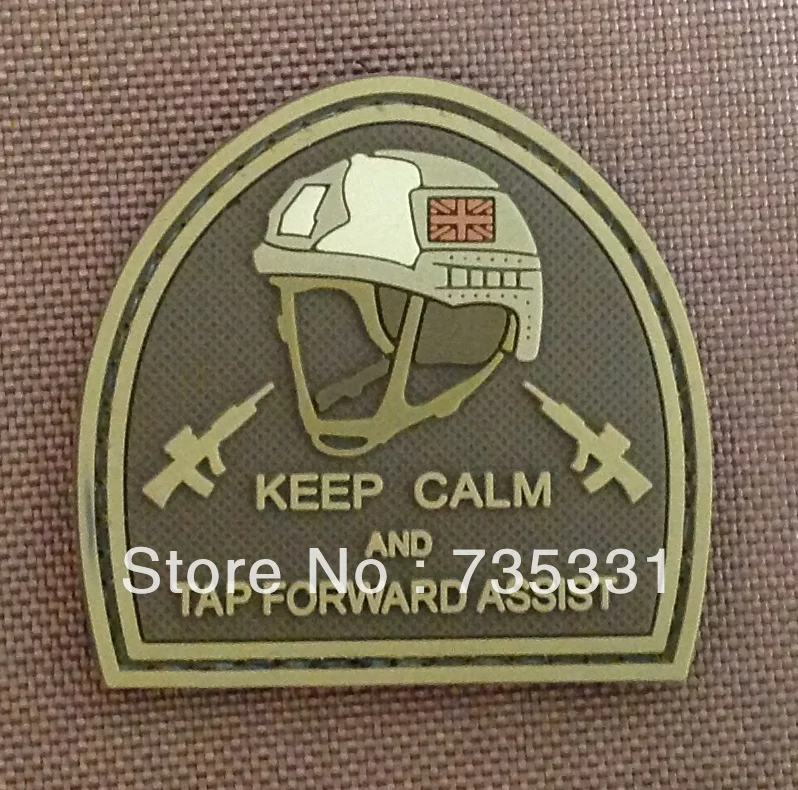 KEEP CALM
AND
Store No : 735331
TAP FORWARD ASSIST